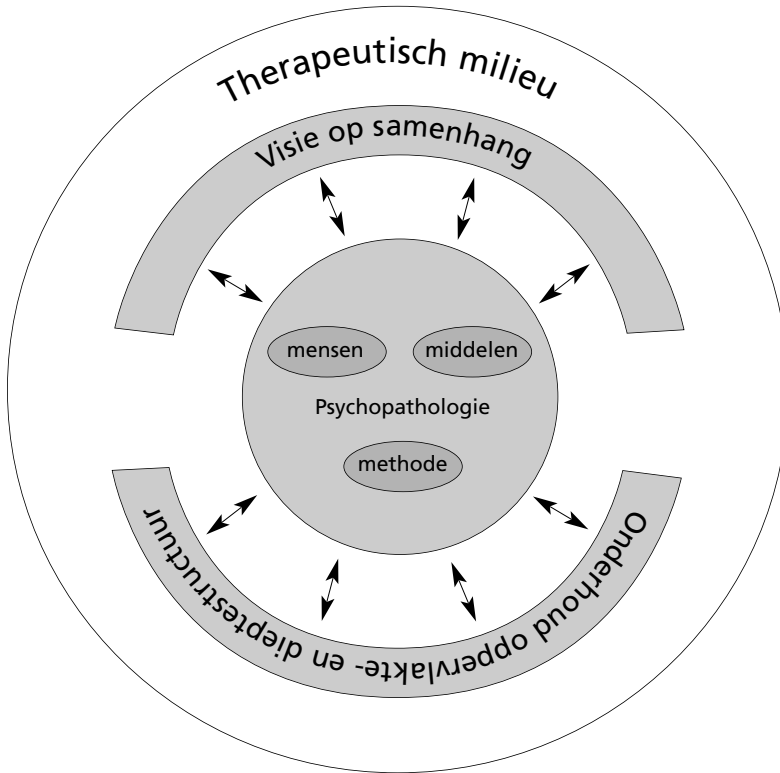 Therapeutisch milieu
Visie op samenhang
mensen
middelen
Psychopathologie
methode
Onderhoud oppervlakte- en dieptestructuur